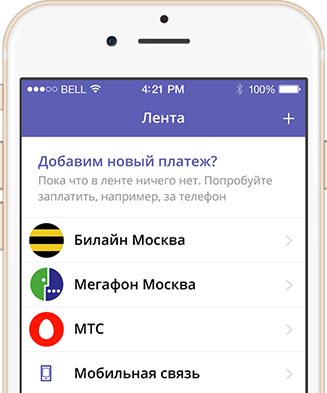 BELL 4:21 PM 100%
Лента +
Добавим новый платеж?
Пока что в ленте ничего нет. Попробуйте
заплатить, например, за телефон
Билайн Москва
Мегафон Москва
МТС
Мобильная связь